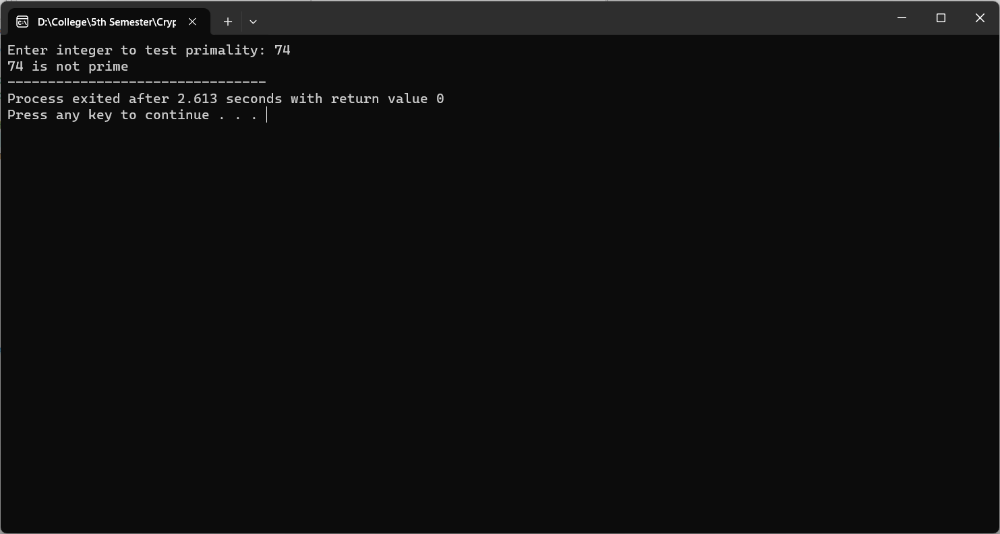 D:\College\5th Semester\Cryp
Enter integer to test primality: 74
74 is not prime
--------------------------------
Process exited after 2.613 seconds with return value 0
Press any key to continue . . .